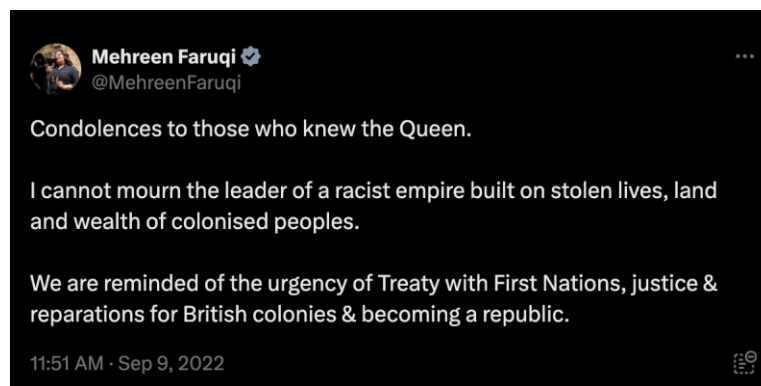 Mehreen Faruqi
@MehreenFaruqi
Condolences to those who knew the Queen.
I cannot mourn the leader of a racist empire built on stolen lives, land
and wealth of colonised peoples.
We are reminded of the urgency of Treaty with First Nations, justice &
reparations for British colonies & becoming a republic.
11:51 AM · Sep 9, 2022